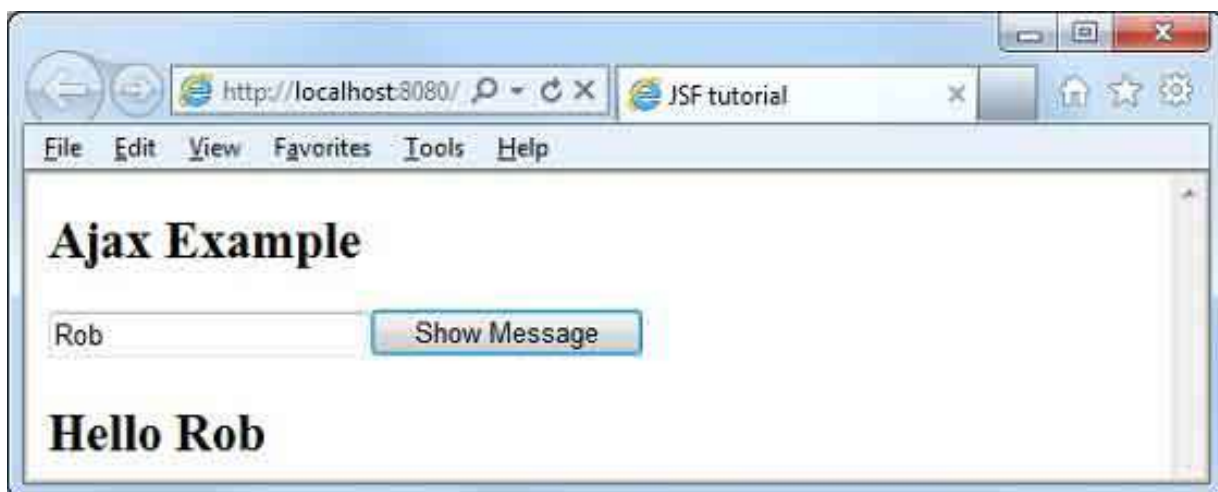 http://localhost:8080/ JSF tutorial
File Edit View Favorites Tools Help
Ajax Example
Rob Show Message
Hello Rob